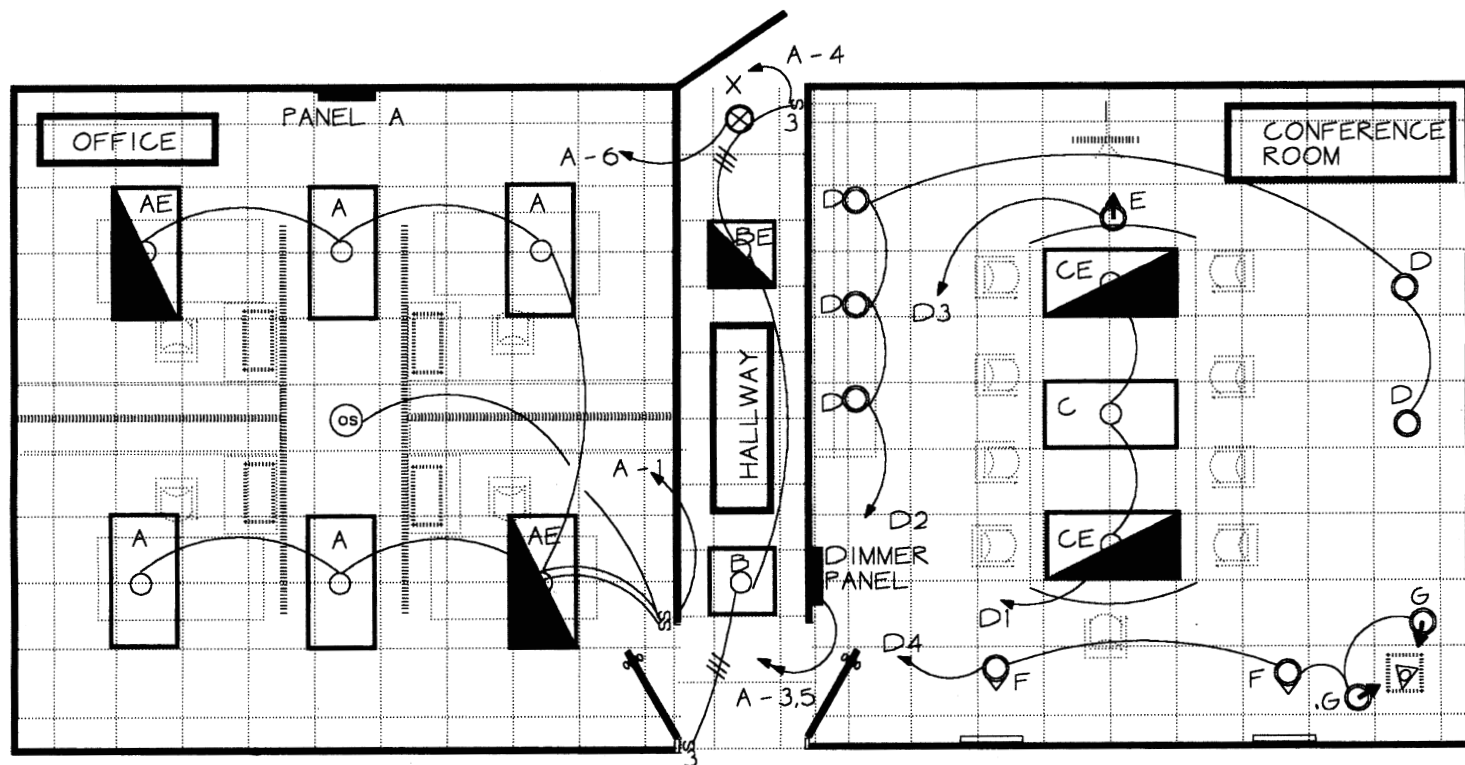 A - 4
X
S
3
PANEL A
OFFICE
CONFERENCE
ROOM
A - 6
AE
A
A
D
E
BE
CE
D
D
D3
HALLWAY
C
D
D
OS
A - 1
D2
A
A
AE
CE
B
DIMMER
PANEL
S
D1
G
D4
F
F
.G
A - 3,5
S
3